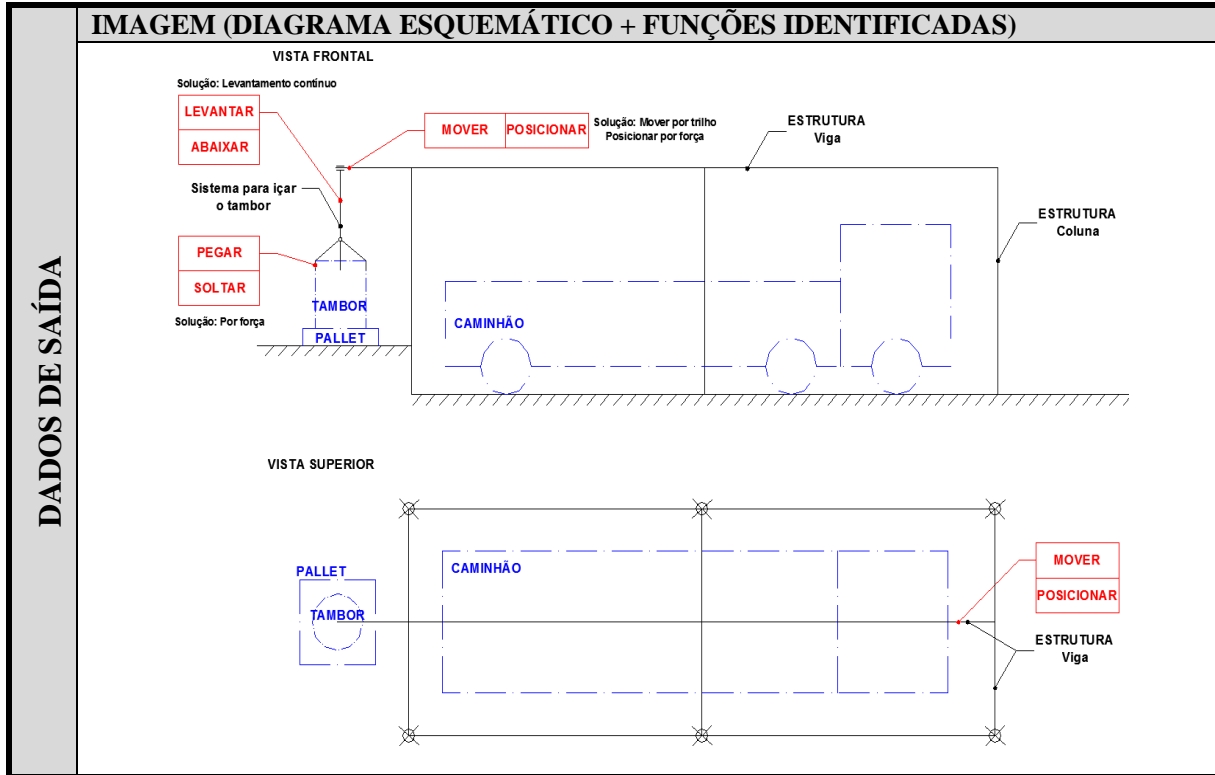 DADOS DE SAÍDA
IMAGEM (DIAGRAMA ESQUEMÁTICO + FUNÇÕES IDENTIFICADAS)
VISTA FRONTAL
Solução: Levantamento contínuo
LEVANTAR
ABAIXAR
MOVER
POSICIONAR
Solução: Mover por trilho
Posicionar por força
ESTRUTURA
Viga
Sistema para içar
o tambor
ESTRUTURA
Coluna
PEGAR
SOLTAR
Solução: Por força
TAMBOR
PALLET
CAMINHÃO
VISTA SUPERIOR
PALLET
TAMBOR
CAMINHÃO
MOVER
POSICIONAR
ESTRUTURA
Viga